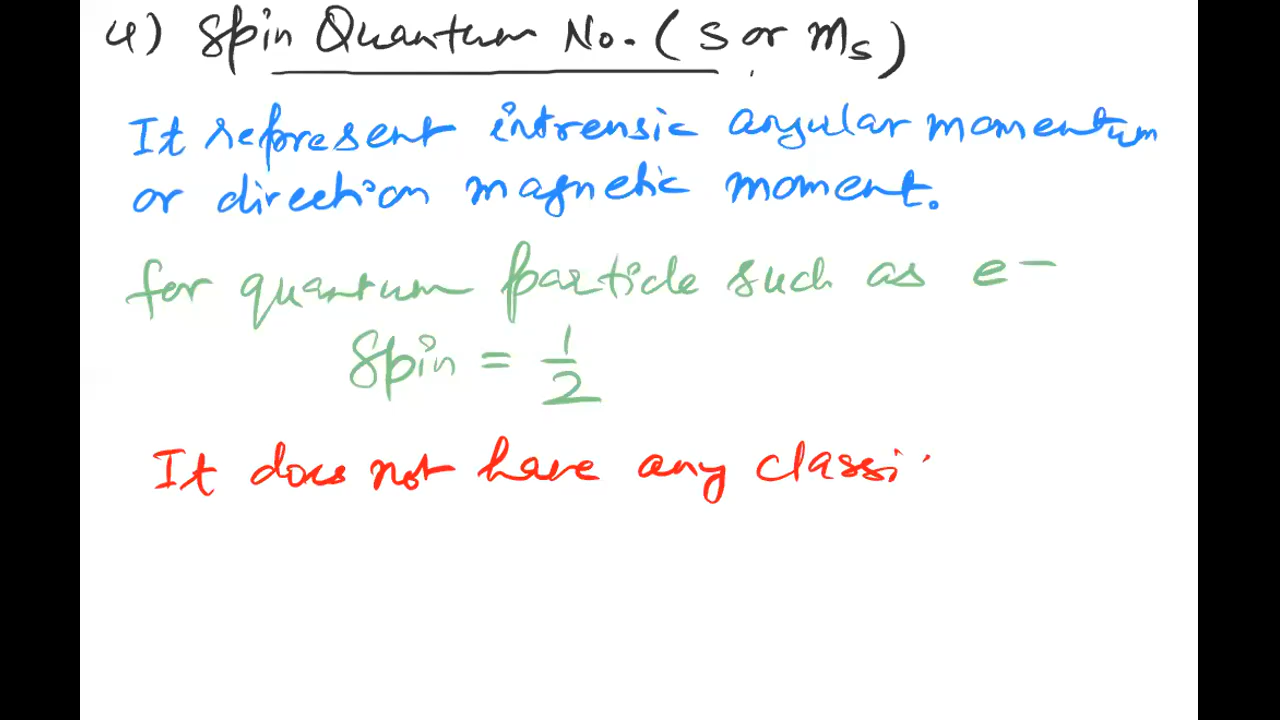 4) Spin Quantum No. (s or ms)
It represent intrensic angular momentum
or direction magnetic moment.
for quantum particle such as e-
Spin = 1/2
It does not have any classi